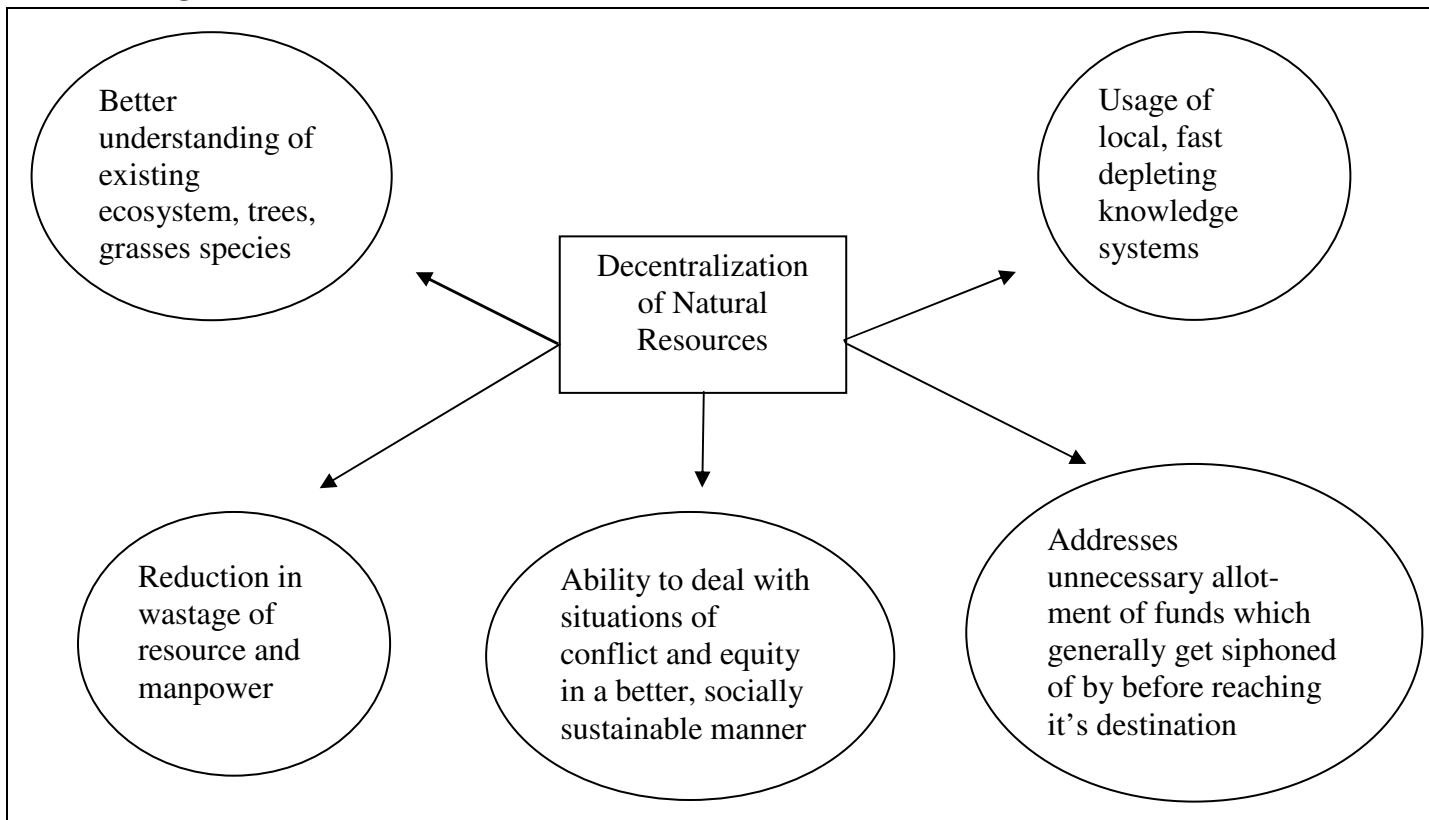 Better
understanding of
existing
ecosystem, trees,
grasses species
Usage of
local, fast
depleting
knowledge
systems
Decentralization
of Natural
Resources
Reduction in
wastage of
resource and
manpower
Ability to deal with
situations of
conflict and equity
in a better, socially
sustainable manner
Addresses
unnecessary allot-
ment of funds which
generally get siphoned
of by before reaching
it’s destination